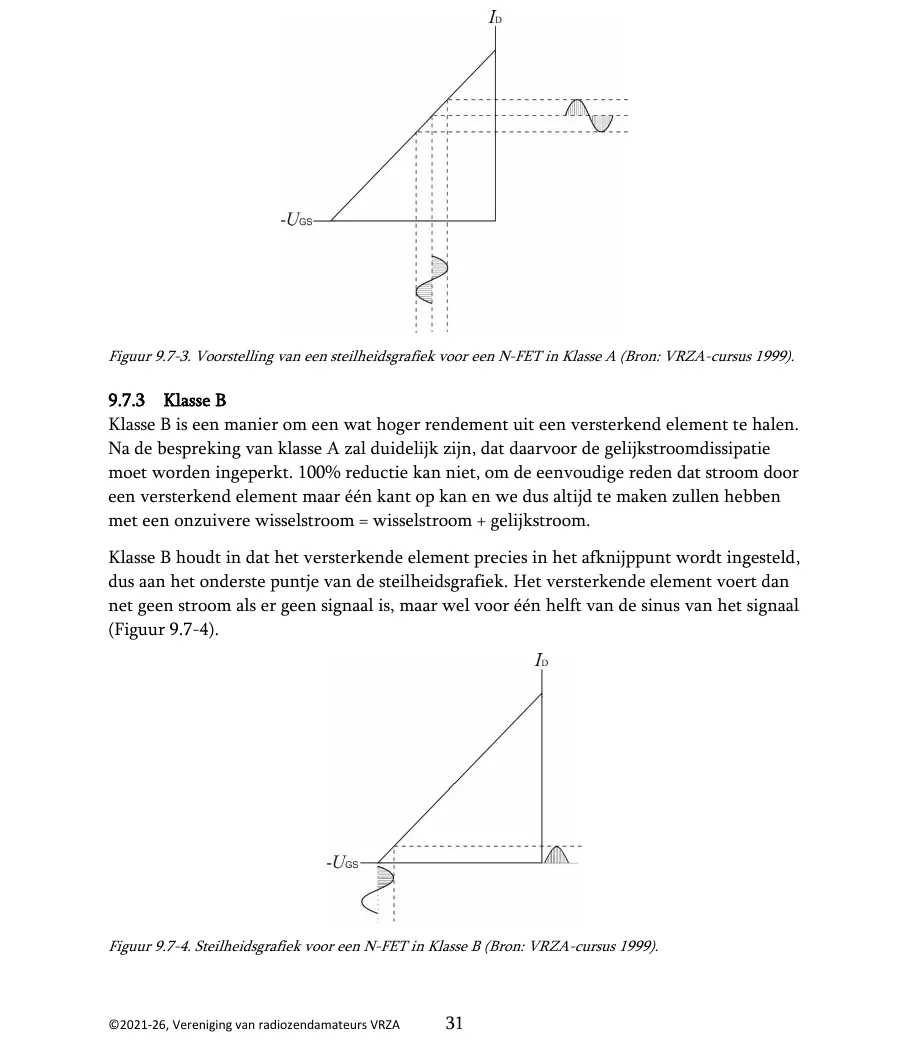 ID
-UGS
Figuur 9.7-3. Voorstelling van een steilheidsgrafiek voor een N-FET in Klasse A (Bron: VRZA-cursus 1999).
9.7.3 Klasse B
Klasse B is een manier om een wat hoger rendement uit een versterkend element te halen.
Na de bespreking van klasse A zal duidelijk zijn, dat daarvoor de gelijkstroomdissipatie
moet worden ingeperkt. 100% reductie kan niet, om de eenvoudige reden dat stroom door
een versterkend element maar één kant op kan en we dus altijd te maken zullen hebben
met een onzuivere wisselstroom = wisselstroom + gelijkstroom.
Klasse B houdt in dat het versterkende element precies in het afknijppunt wordt ingesteld,
dus aan het onderste puntje van de steilheidsgrafiek. Het versterkende element voert dan
net geen stroom als er geen signaal is, maar wel voor één helft van de sinus van het signaal
(Figuur 9.7-4).
ID
-UGS
Figuur 9.7-4. Steilheidsgrafiek voor een N-FET in Klasse B (Bron: VRZA-cursus 1999).
©2021-26, Vereniging van radiozendamateurs VRZA 31